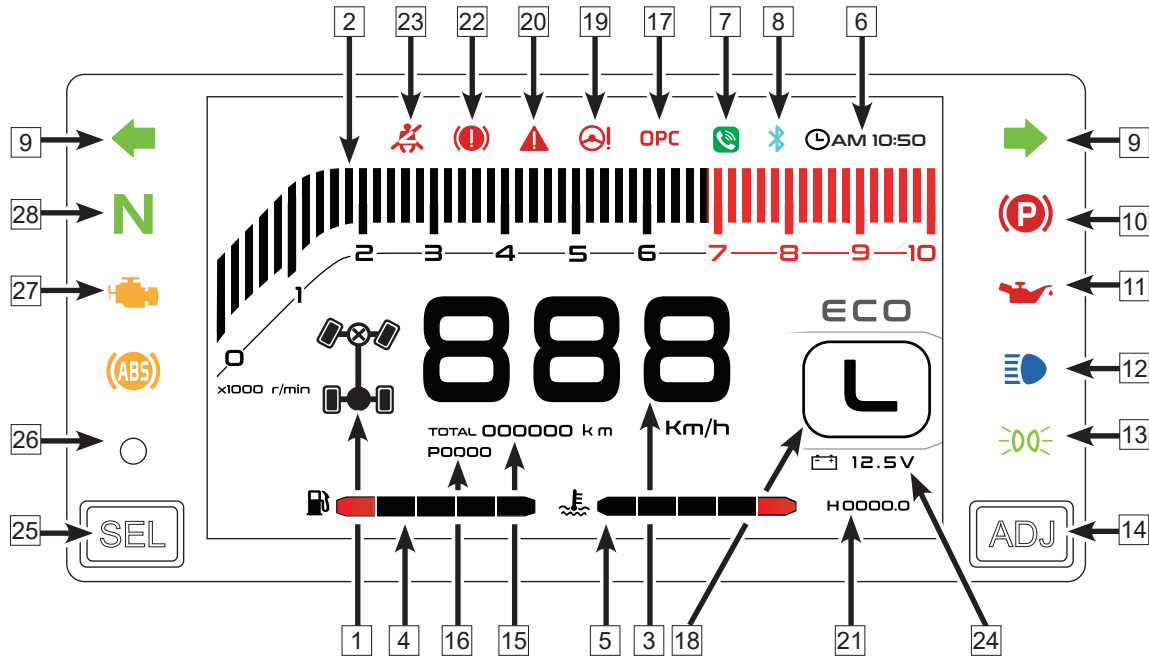 2 23 22 20 19 17 7 8 6
9 OPC AM 10:50 9
28 N P 10
2 3 4 5 6 7 8 9 10
27 1 11
ECO
0 888
ABS L 12
x1000 r/min
TOTAL 000000 km Km/h
26 P0000 13
12.5V
H0000.0
25 SEL ADJ 14
1 4 16 15 5 3 18 21 24